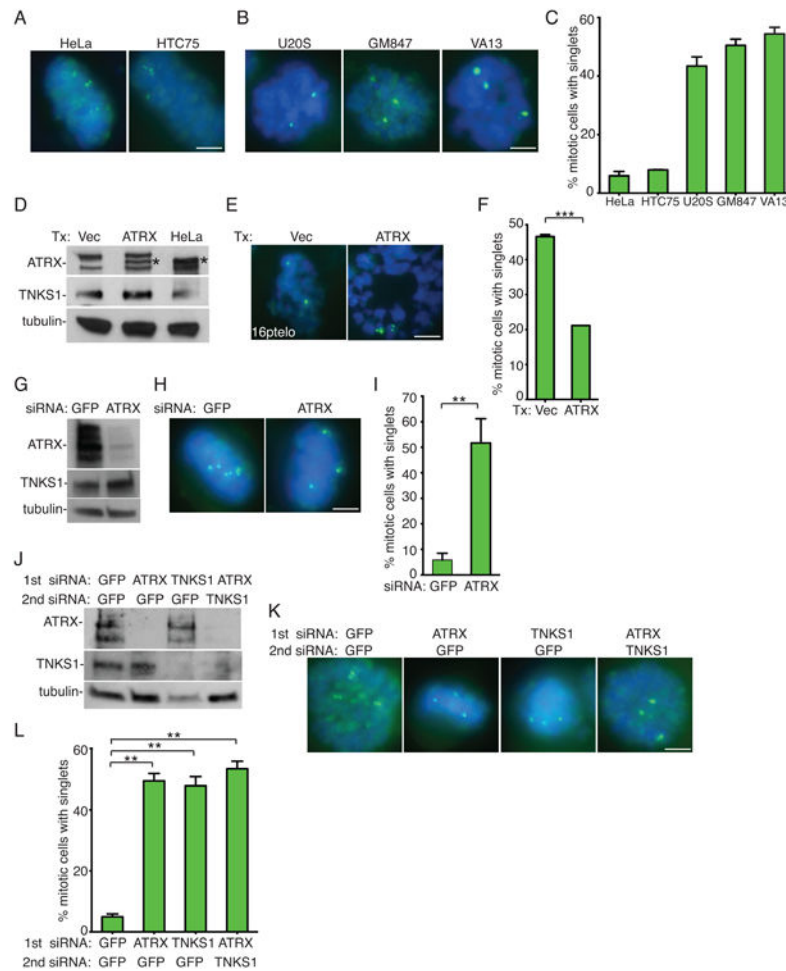 A
HeLa HTC75
B
U20S GM847 VA13
C
% mitotic cells with singlets
60
40
20
0
HeLa HTC75 U20S GM847 VA13
D
Tx: Vec ATRX HeLa
ATRX-
*
*
TNKS1-
tubulin-
E
Tx: Vec ATRX
16ptelo
F
% mitotic cells with singlets
50
40
30
20
10
0
***
Tx: Vec ATRX
G
siRNA: GFP ATRX
ATRX-
TNKS1-
tubulin-
H
siRNA: GFP ATRX
I
% mitotic cells with singlets
70
60
50
40
30
20
10
0
**
siRNA: GFP ATRX
J
1st siRNA: GFP ATRX TNKS1 ATRX
2nd siRNA: GFP GFP GFP TNKS1
ATRX-
TNKS1-
tubulin-
K
1st siRNA: GFP ATRX TNKS1 ATRX
2nd siRNA: GFP GFP GFP TNKS1
L
% mitotic cells with singlets
60
40
20
0
**
**
**
1st siRNA: GFP ATRX TNKS1 ATRX
2nd siRNA: GFP GFP GFP TNKS1